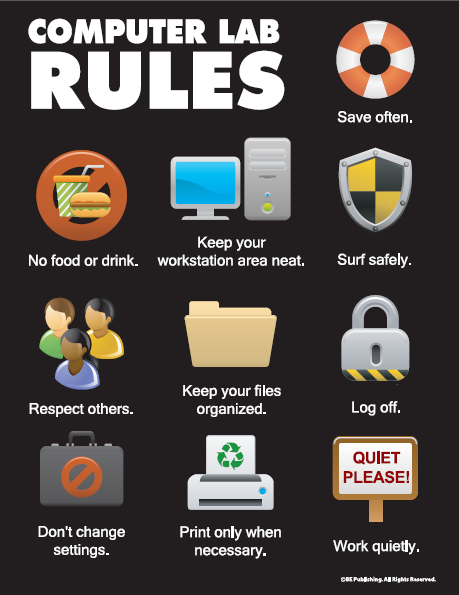 COMPUTER LAB
RULES
Save often.
No food or drink.
Keep your
workstation area neat.
Surf safely.
Respect others.
Keep your files
organized.
Log off.
Don't change
settings.
Print only when
necessary.
QUIET
PLEASE!
Work quietly.
©BE Publishing. All Rights Reserved.